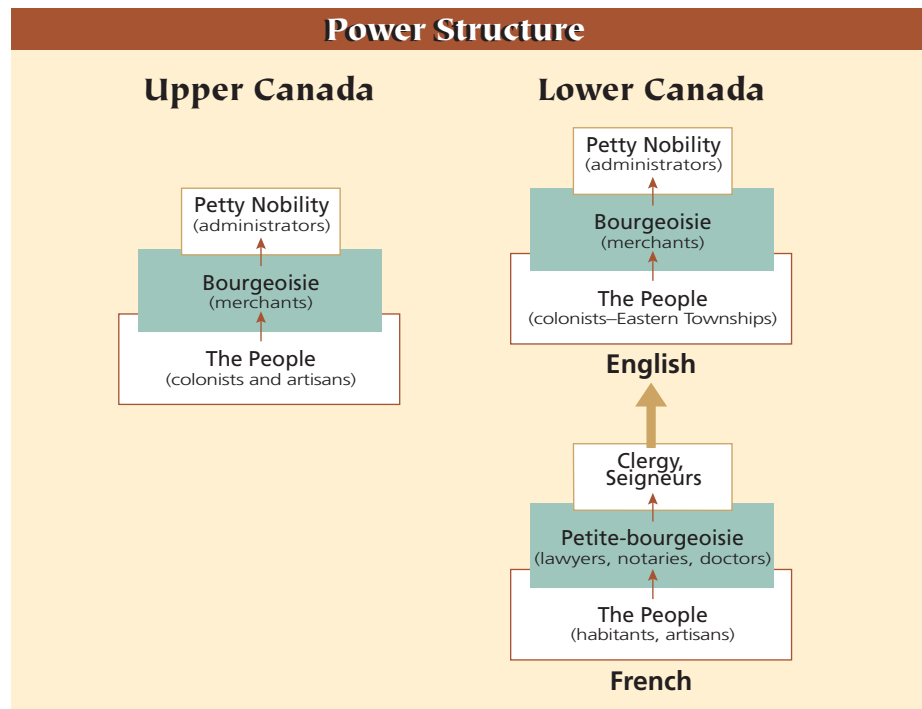 Power Structure
Upper Canada
Petty Nobility
(administrators)
Bourgeoisie
(merchants)
The People
(colonists and artisans)
Lower Canada
Petty Nobility
(administrators)
Bourgeoisie
(merchants)
The People
(colonists–Eastern Townships)
English
Clergy,
Seigneurs
Petite-bourgeoisie
(lawyers, notaries, doctors)
The People
(habitants, artisans)
French